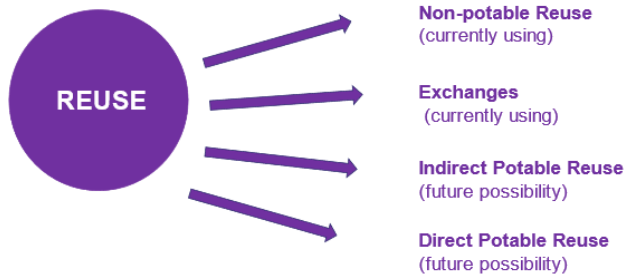 REUSE
Non-potable Reuse
(currently using)
Exchanges
(currently using)
Indirect Potable Reuse
(future possibility)
Direct Potable Reuse
(future possibility)